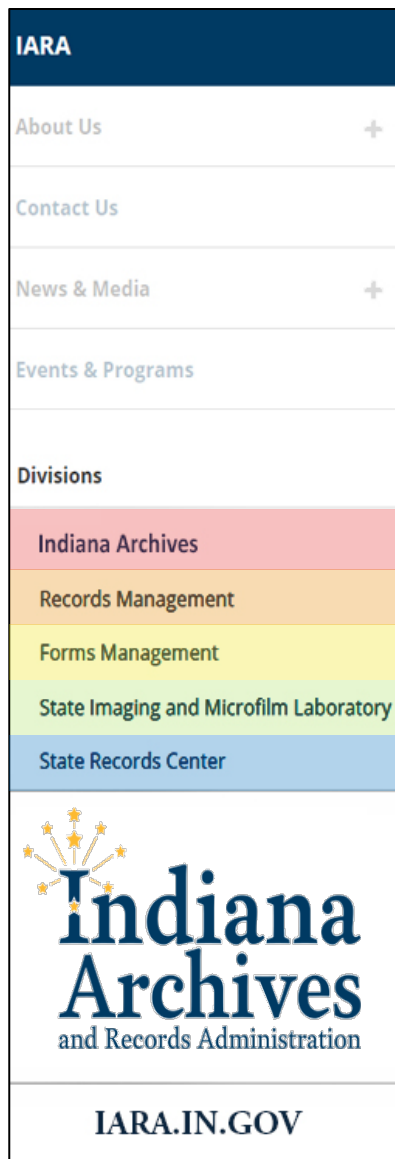 IARA
About Us +
Contact Us
News & Media +
Events & Programs
Divisions
Indiana Archives
Records Management
Forms Management
State Imaging and Microfilm Laboratory
State Records Center
Indiana
Archives
and Records Administration
IARA.IN.GOV